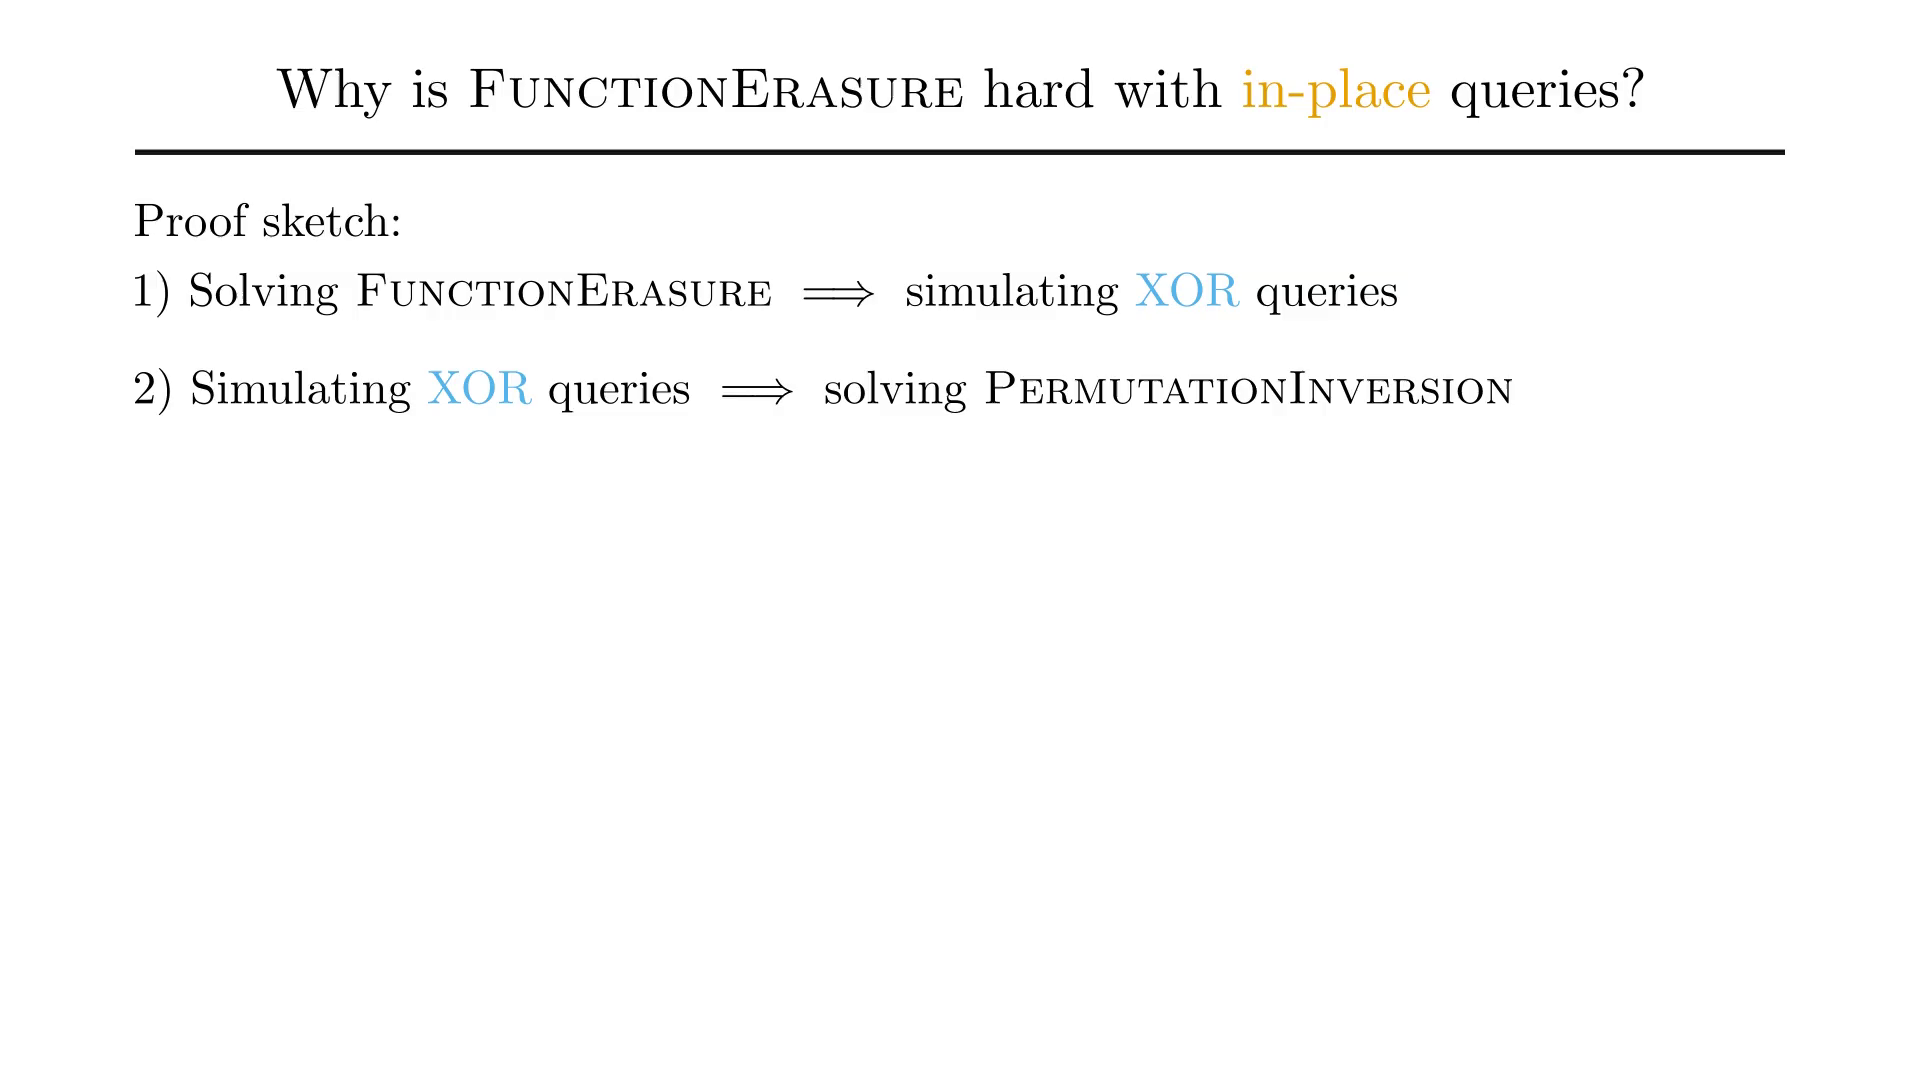 Why is FUNCTIONERASURE hard with in-place queries?
Proof sketch:
1) Solving FUNCTIONERASURE ⟹ simulating XOR queries
2) Simulating XOR queries ⟹ solving PERMUTATIONINVERSION